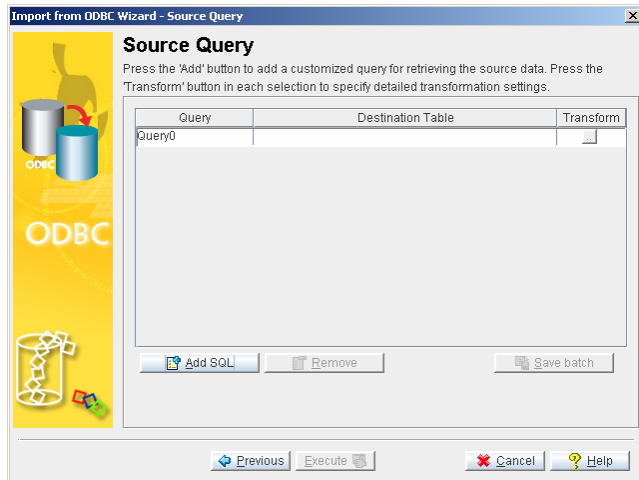 Import from ODBC Wizard - Source Query
Source Query
Press the 'Add' button to add a customized query for retrieving the source data. Press the
'Transform' button in each selection to specify detailed transformation settings.
Query Destination Table Transform
Query0 ...
ODBC
ODBC
Add SQL Remove Save batch
Previous Execute Cancel Help